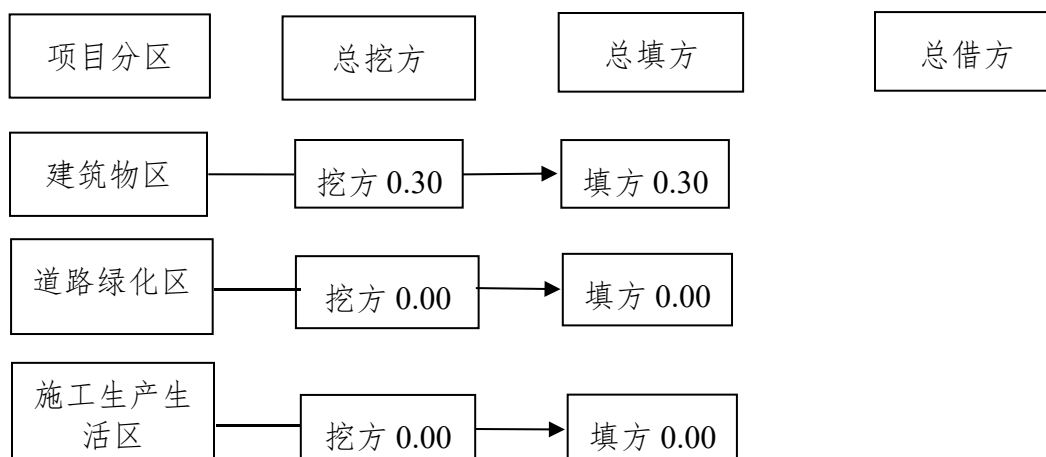 项目分区
总挖方
总填方
总借方
建筑物区
挖方 0.30
填方 0.30
道路绿化区
挖方 0.00
填方 0.00
施工生产生
活区
挖方 0.00
填方 0.00